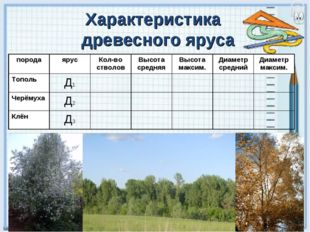 Характеристика
древесного яруса
порода ярус Кол-во стволов Высота средняя Высота максим. Диаметр средний Диаметр максим.
Тополь Д₁
Черёмуха Д₂
Клён Д₃